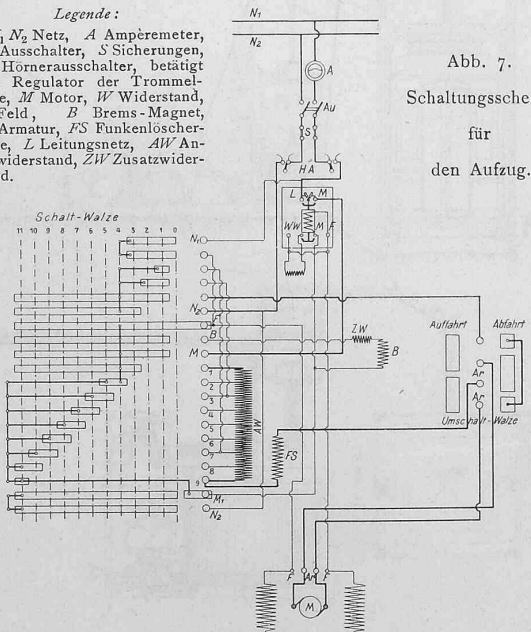 Legende:
N₂ Netz, A Ampèremeter,
Ausschalter, S Sicherungen,
Hörnerausschalter, betätigt
Regulator der Trommel-
M Motor, W Widerstand,
B Brems-Magnet,
Armatur, FS Funkenlöscher-
L Leitungsnetz, AW An-
widerstand, ZW Zusatzwider-
d.
Abb. 7.
Schaltungssche
für
den Aufzug.
N₁
N₂
A
Au
S
HA
L M
WW M F
Schalt-Walze
11 10 9 8 7 6 5 4 3 2 1 0
N₁
N₂
F
B
M
1
2
3
4
5
6
7
8
9
M₁
N₂
AW
FS
ZW
B
Auffahrt
Abfahrt
Ar
Ar
Umschalt-Walze
F Ar F
M